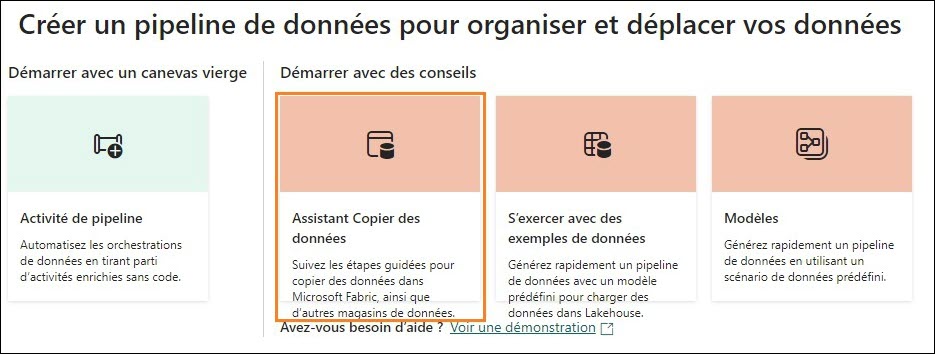 Créer un pipeline de données pour organiser et déplacer vos données
Démarrer avec un canevas vierge
Démarrer avec des conseils
Activité de pipeline
Automatisez les orchestrations
de données en tirant parti
d'activités enrichies sans code.
Assistant Copier des
données
Suivez les étapes guidées pour
copier des données dans
Microsoft Fabric, ainsi que
d'autres magasins de données.
S'exercer avec des
exemples de données
Générez rapidement un pipeline
de données avec un modèle
prédéfini pour charger des
données dans Lakehouse.
Modèles
Générez rapidement un pipeline
de données en utilisant un
scénario de données prédéfini.
Avez-vous besoin d'aide ? Voir une démonstration